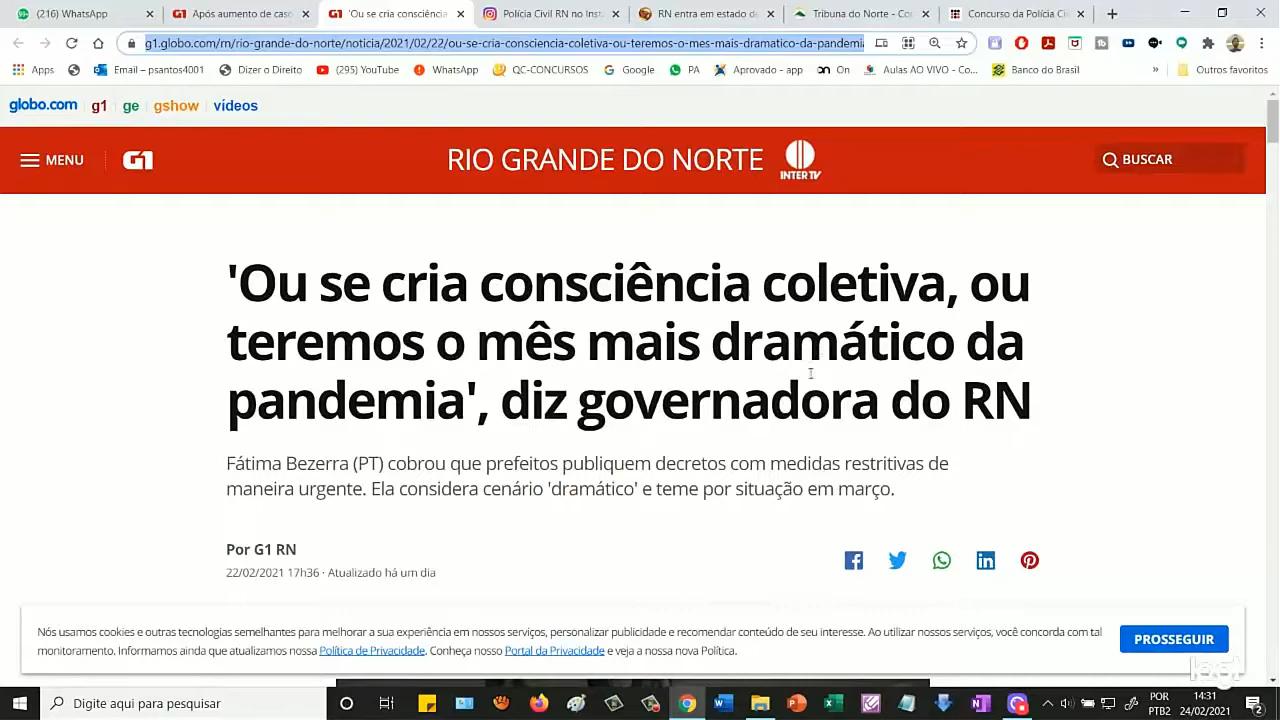 (216) WhatsApp
Após aumento de caso
'Ou se cria consciência
Polícia Civil RN no Inst
RN entra em estado de
Tribuna do Norte - Co
Concurso da Polícia Ci
g1.globo.com/rn/rio-grande-do-norte/noticia/2021/02/22/ou-se-cria-consciencia-coletiva-ou-teremos-o-mes-mais-dramatico-da-pandemi
Apps
Email – psantos4001
Dizer o Direito
(295) YouTube
WhatsApp
QC-CONCURSOS
Google
PA
Aprovado - app
On
Aulas AO VIVO - Co...
Banco do Brasil
»
Outros favoritos
globo.com g1 ge gshow vídeos
MENU G1 RIO GRANDE DO NORTE INTER TV BUSCAR
'Ou se cria consciência coletiva, ou
teremos o mês mais dramático da
pandemia', diz governadora do RN
Fátima Bezerra (PT) cobrou que prefeitos publiquem decretos com medidas restritivas de
maneira urgente. Ela considera cenário 'dramático' e teme por situação em março.
Por G1 RN
22/02/2021 17h36 · Atualizado há um dia
Nós usamos cookies e outras tecnologias semelhantes para melhorar a sua experiência em nossos serviços, personalizar publicidade e recomendar conteúdo de seu interesse. Ao utilizar nossos serviços, você concorda com tal
monitoramento. Informamos ainda que atualizamos nossa Política de Privacidade. Conheça nosso Portal da Privacidade e veja a nossa nova Política.
PROSSEGUIR
Digite aqui para pesquisar
POR
PTB2
14:31
24/02/2021